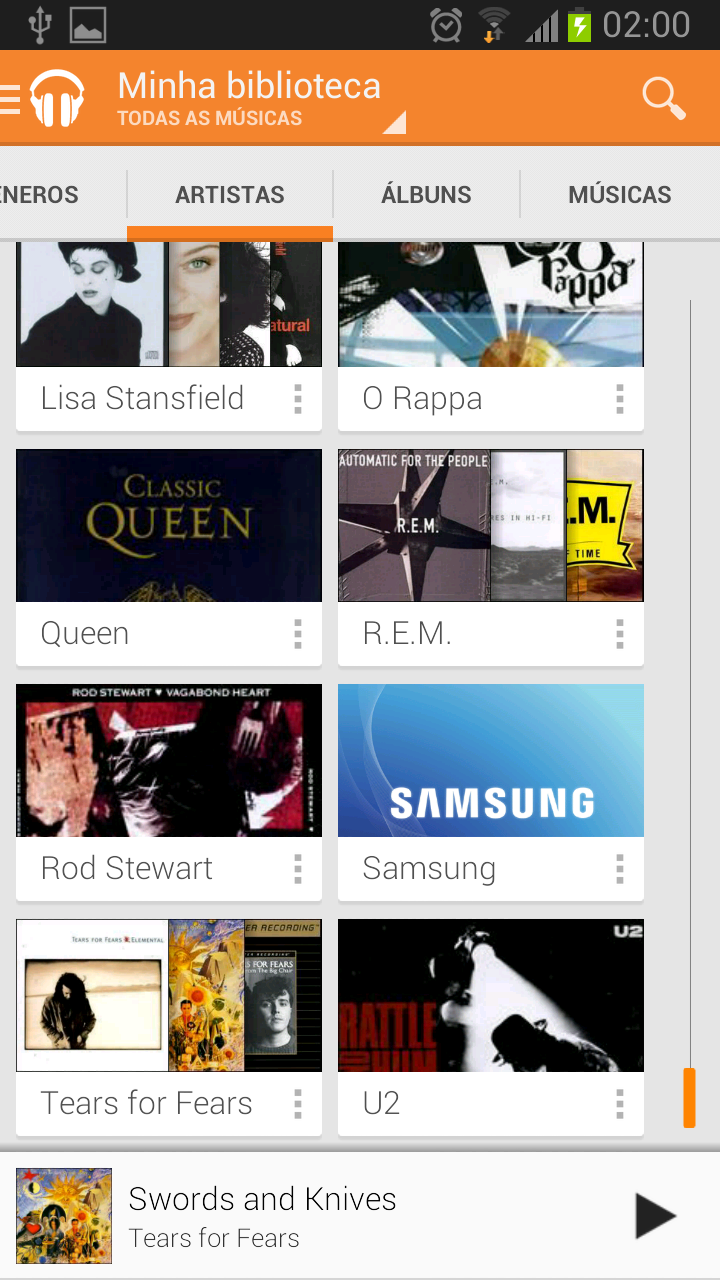 02:00
Minha biblioteca
TODAS AS MÚSICAS
ENEROS ARTISTAS ÁLBUNS MÚSICAS
atural
O Rappa
Lisa Stansfield O Rappa
CLASSIC
QUEEN
AUTOMATIC FOR THE PEOPLE
R.E.M.
R.M.
ES IN HI-FI
.M.
F TIME
Queen R.E.M.
ROD STEWART ♥ VAGABOND HEART
ROD STEWART
SAMSUNG
Rod Stewart Samsung
TEARS FOR FEARS ELEMENTAL
ER RECORDING"
S FOR FEARS
m The Big Chair
U2
RATTLE
HUM
Tears for Fears U2
Swords and Knives
Tears for Fears